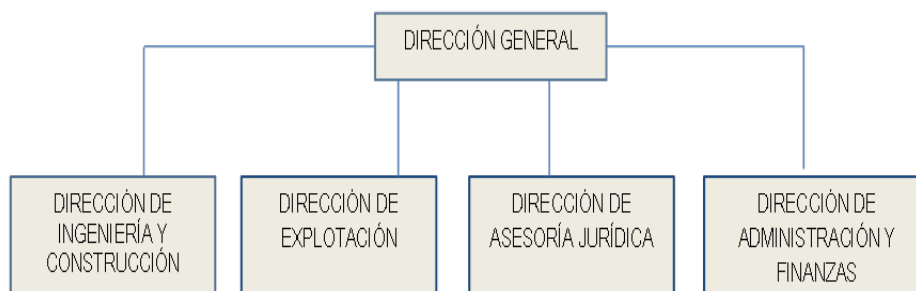 DIRECCIÓN GENERAL
DIRECCIÓN DE
INGENIERÍA Y
CONSTRUCCIÓN
DIRECCIÓN DE
EXPLOTACIÓN
DIRECCIÓN DE
ASESORÍA JURÍDICA
DIRECCIÓN DE
ADMINISTRACIÓN Y
FINANZAS